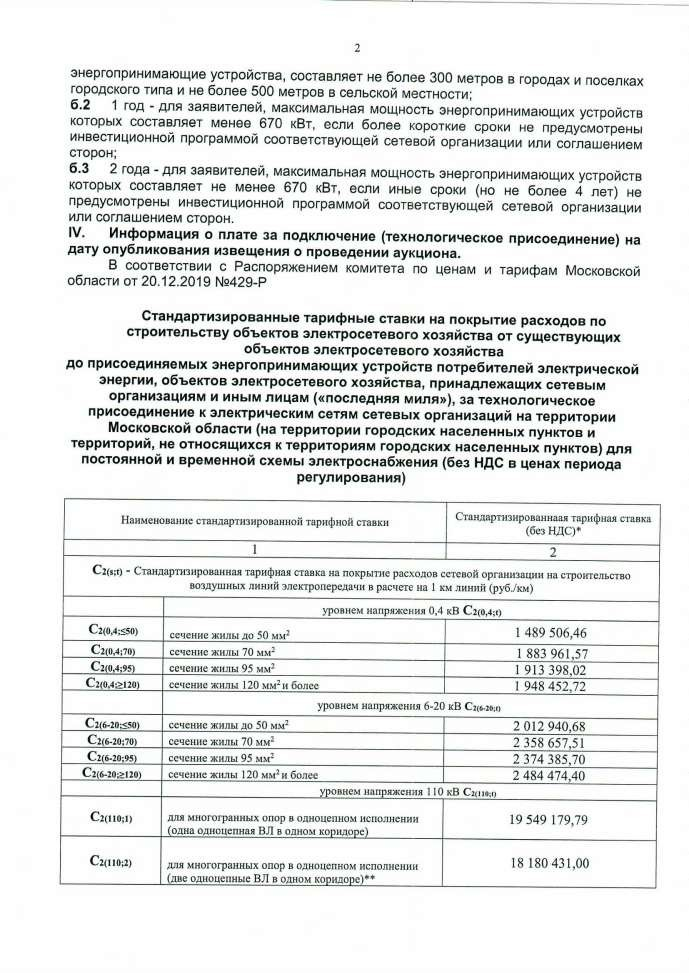 2
энергопринимающие устройства, составляет не более 300 метров в городах и поселках
городского типа и не более 500 метров в сельской местности;
б.2 1 год - для заявителей, максимальная мощность энергопринимающих устройств
которых составляет менее 670 кВт, если более короткие сроки не предусмотрены
инвестиционной программой соответствующей сетевой организации или соглашением
сторон;
б.3 2 года - для заявителей, максимальная мощность энергопринимающих устройств
которых составляет не менее 670 кВт, если иные сроки (но не более 4 лет) не
предусмотрены инвестиционной программой соответствующей сетевой организации
или соглашением сторон.
IV. Информация о плате за подключение (технологическое присоединение) на
дату опубликования извещения о проведении аукциона.
В соответствии с Распоряжением комитета по ценам и тарифам Московской
области от 20.12.2019 №429-Р
Стандартизированные тарифные ставки на покрытие расходов по
строительству объектов электросетевого хозяйства от существующих
объектов электросетевого хозяйства
до присоединяемых энергопринимающих устройств потребителей электрической
энергии, объектов электросетевого хозяйства, принадлежащих сетевым
организациям и иным лицам («последняя миля»), за технологическое
присоединение к электрическим сетям сетевых организаций на территории
Московской области (на территории городских населенных пунктов и
территорий, не относящихся к территориям городских населенных пунктов) для
постоянной и временной схемы электроснабжения (без НДС в ценах периода
регулирования)
Наименование стандартизированной тарифной ставки
Стандартизированнаая тарифная ставка
(без НДС)*
1 2
C2(s;t) - Стандартизированная тарифная ставка на покрытие расходов сетевой организации на строительство
воздушных линий электропередачи в расчете на 1 км линий (руб./км)
уровнем напряжения 0,4 кВ C2(0,4;t)
C2(0,4;≤50) сечение жилы до 50 мм² 1 489 506,46
C2(0,4;70) сечение жилы 70 мм² 1 883 961,57
C2(0,4;95) сечение жилы 95 мм² 1 913 398,02
C2(0,4;≥120) сечение жилы 120 мм² и более 1 948 452,72
уровнем напряжения 6-20 кВ C2(6-20;t)
C2(6-20;≤50) сечение жилы до 50 мм² 2 012 940,68
C2(6-20;70) сечение жилы 70 мм² 2 358 657,51
C2(6-20;95) сечение жилы 95 мм² 2 374 385,70
C2(6-20;≥120) сечение жилы 120 мм² и более 2 484 474,40
уровнем напряжения 110 кВ C2(110;t)
C2(110;1) для многогранных опор в одноцепном исполнении 19 549 179,79
(одна одноцепная ВЛ в одном коридоре)
C2(110;2) для многогранных опор в одноцепном исполнении 18 180 431,00
(две одноцепные ВЛ в одном коридоре)**